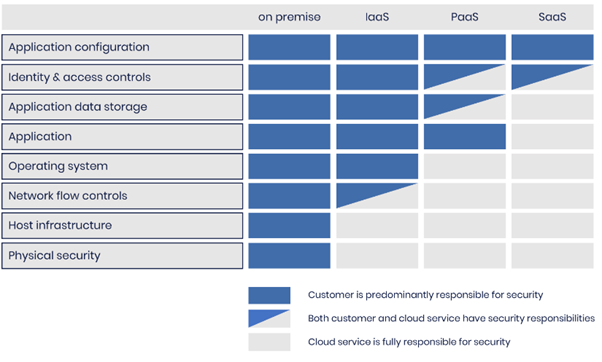 on premise IaaS PaaS SaaS
Application configuration
Identity & access controls
Application data storage
Application
Operating system
Network flow controls
Host infrastructure
Physical security
Customer is predominantly responsible for security
Both customer and cloud service have security responsibilities
Cloud service is fully responsible for security